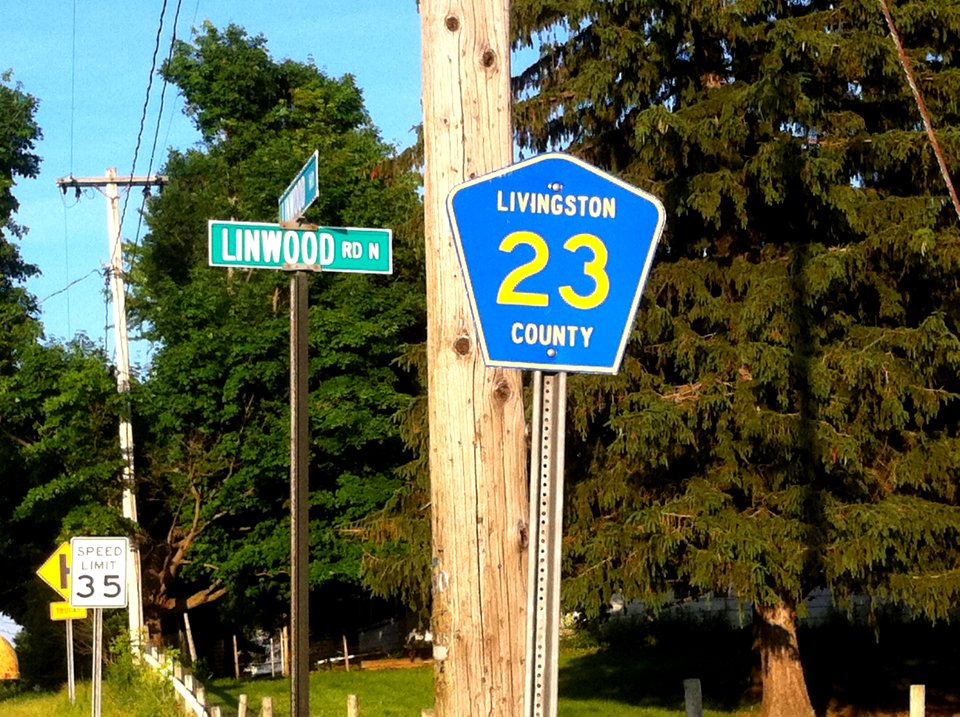 LINWOOD RD N
LIVINGSTON
23
COUNTY
SPEED
LIMIT
35